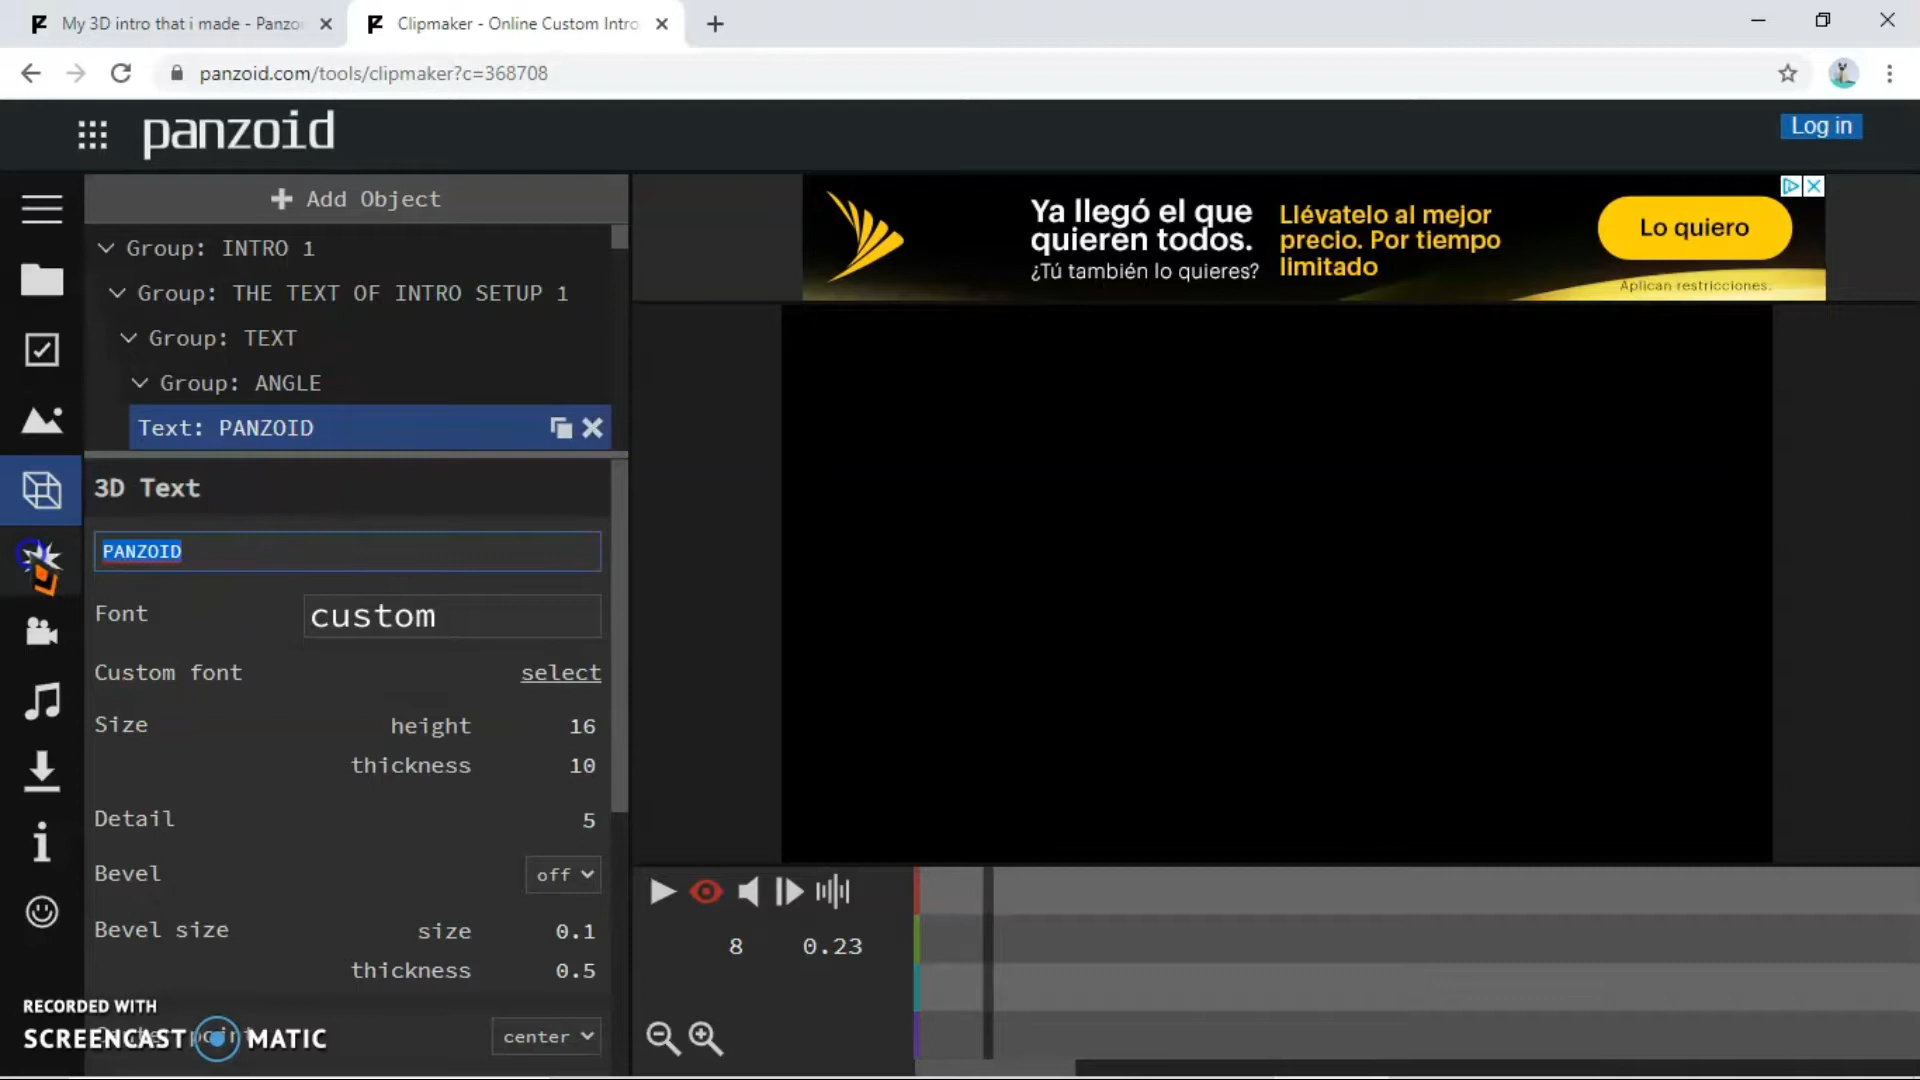 My 3D intro that i made - Panzo
Clipmaker - Online Custom Intro
panzoid.com/tools/clipmaker?c=368708
panzoid
Log in
Add Object
Group: INTRO 1
Group: THE TEXT OF INTRO SETUP 1
Group: TEXT
Group: ANGLE
Text: PANZOID
3D Text
PANZOID
Font custom
Custom font select
Size height 16
thickness 10
Detail 5
Bevel off
Bevel size size 0.1
thickness 0.5
center
RECORDED WITH
SCREENCAST MATIC
Ya llegó el que
quieren todos.
¿Tú también lo quieres?
Llévatelo al mejor
precio. Por tiempo
limitado
Lo quiero
Aplican restricciones.
8 0.23